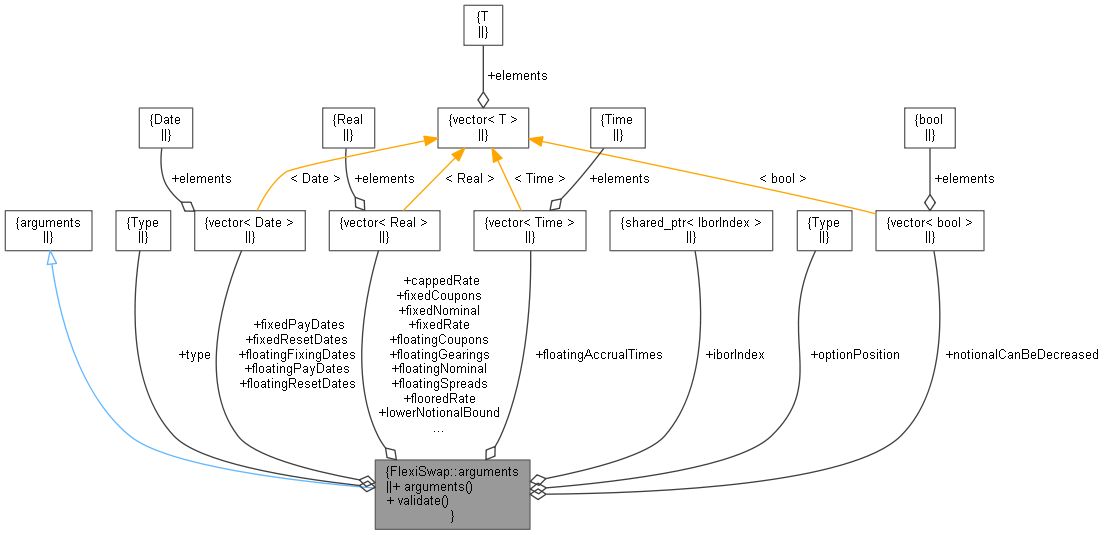 {T
||}
+elements
{Date
||}
{Real
||}
{vector< T >
||}
{Time
||}
{bool
||}
+elements
< Date >
+elements
< Real >
< Time >
+elements
< bool >
+elements
{arguments
||}
{Type
||}
{vector< Date >
||}
{vector< Real >
||}
{vector< Time >
||}
{shared_ptr< IborIndex >
||}
{Type
||}
{vector< bool >
||}
+type
+fixedPayDates
+fixedResetDates
+floatingFixingDates
+floatingPayDates
+floatingResetDates
+cappedRate
+fixedCoupons
+fixedNominal
+fixedRate
+floatingCoupons
+floatingGearings
+floatingNominal
+floatingSpreads
+flooredRate
+lowerNotionalBound
...
+floatingAccrualTimes
+iborIndex
+optionPosition
+notionalCanBeDecreased
{FlexiSwap::arguments
||+ arguments()
+ validate()
}